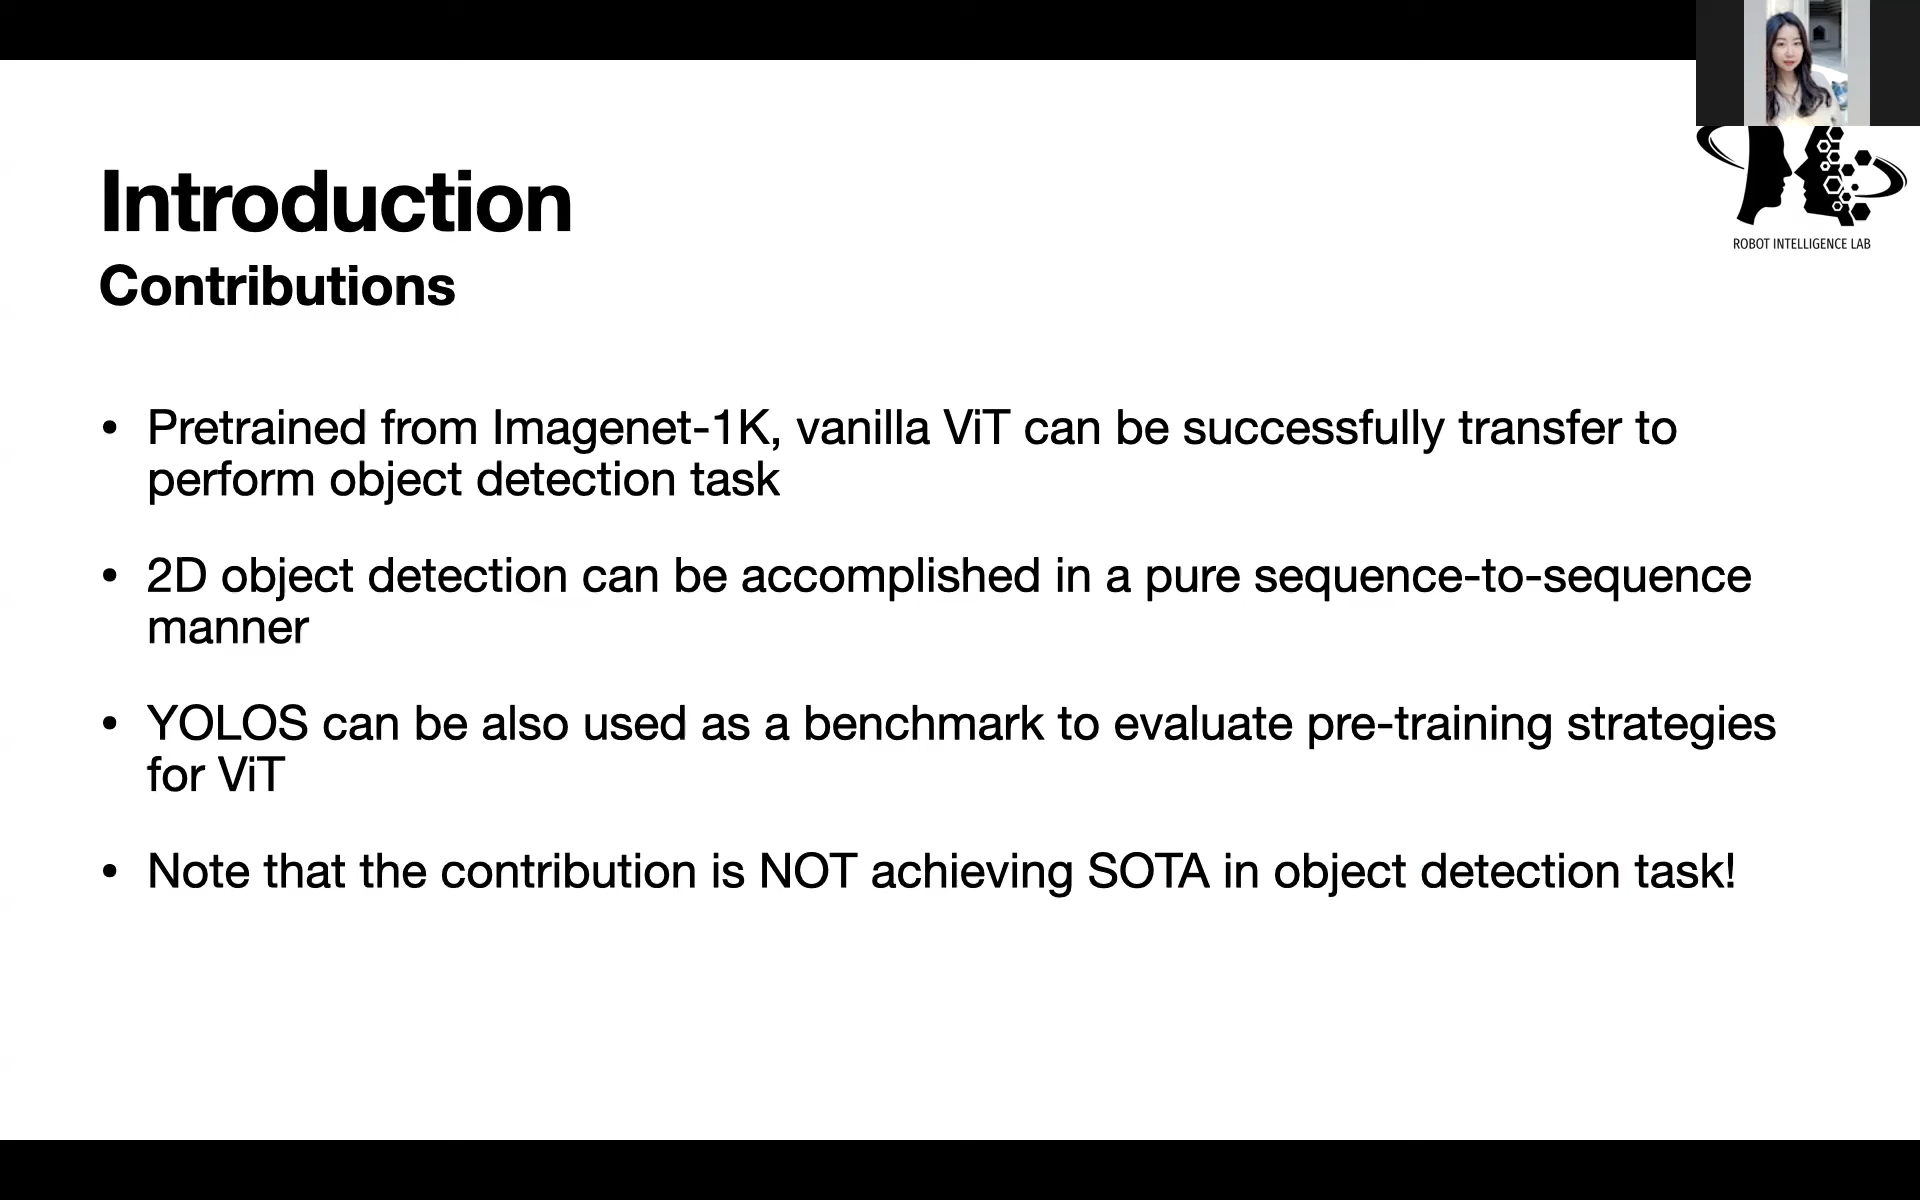 Introduction
Contributions
ROBOT INTELLIGENCE LAB
• Pretrained from Imagenet-1K, vanilla ViT can be successfully transfer to
perform object detection task
• 2D object detection can be accomplished in a pure sequence-to-sequence
manner
• YOLOS can be also used as a benchmark to evaluate pre-training strategies
for ViT
• Note that the contribution is NOT achieving SOTA in object detection task!